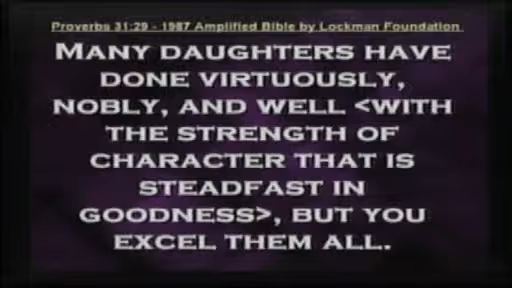 Proverbs 31:29 - 1987 Amplified Bible by Lockman Foundation
MANY DAUGHTERS HAVE
DONE VIRTUOUSLY,
NOBLY, AND WELL <WITH
THE STRENGTH OF
CHARACTER THAT IS
STEADFAST IN
GOODNESS>, BUT YOU
EXCEL THEM ALL.